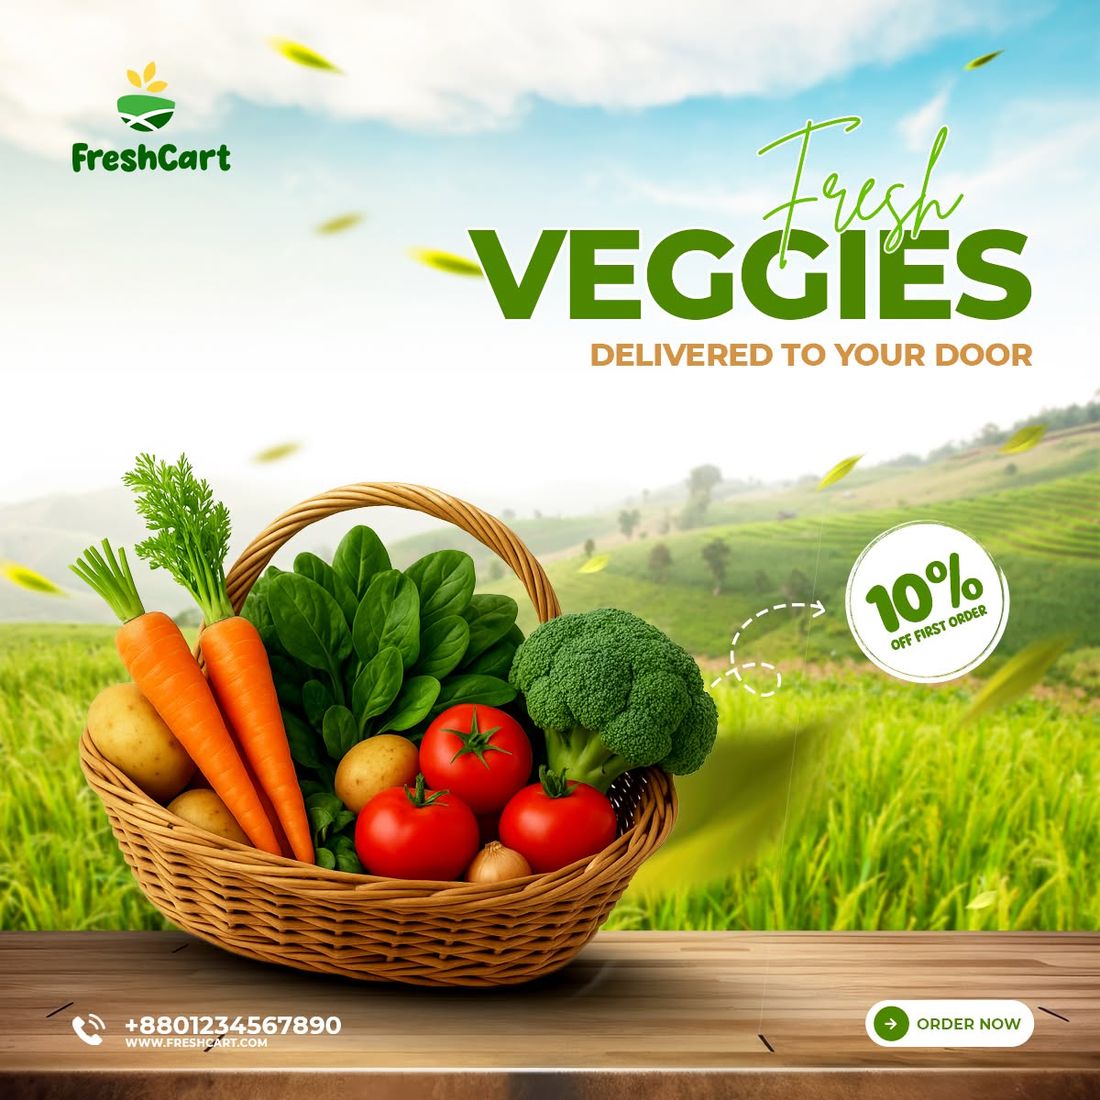 FreshCart
Fresh
VEGGIES
DELIVERED TO YOUR DOOR
10%
OFF FIRST ORDER
+8801234567890
WWW.FRESHCART.COM
ORDER NOW